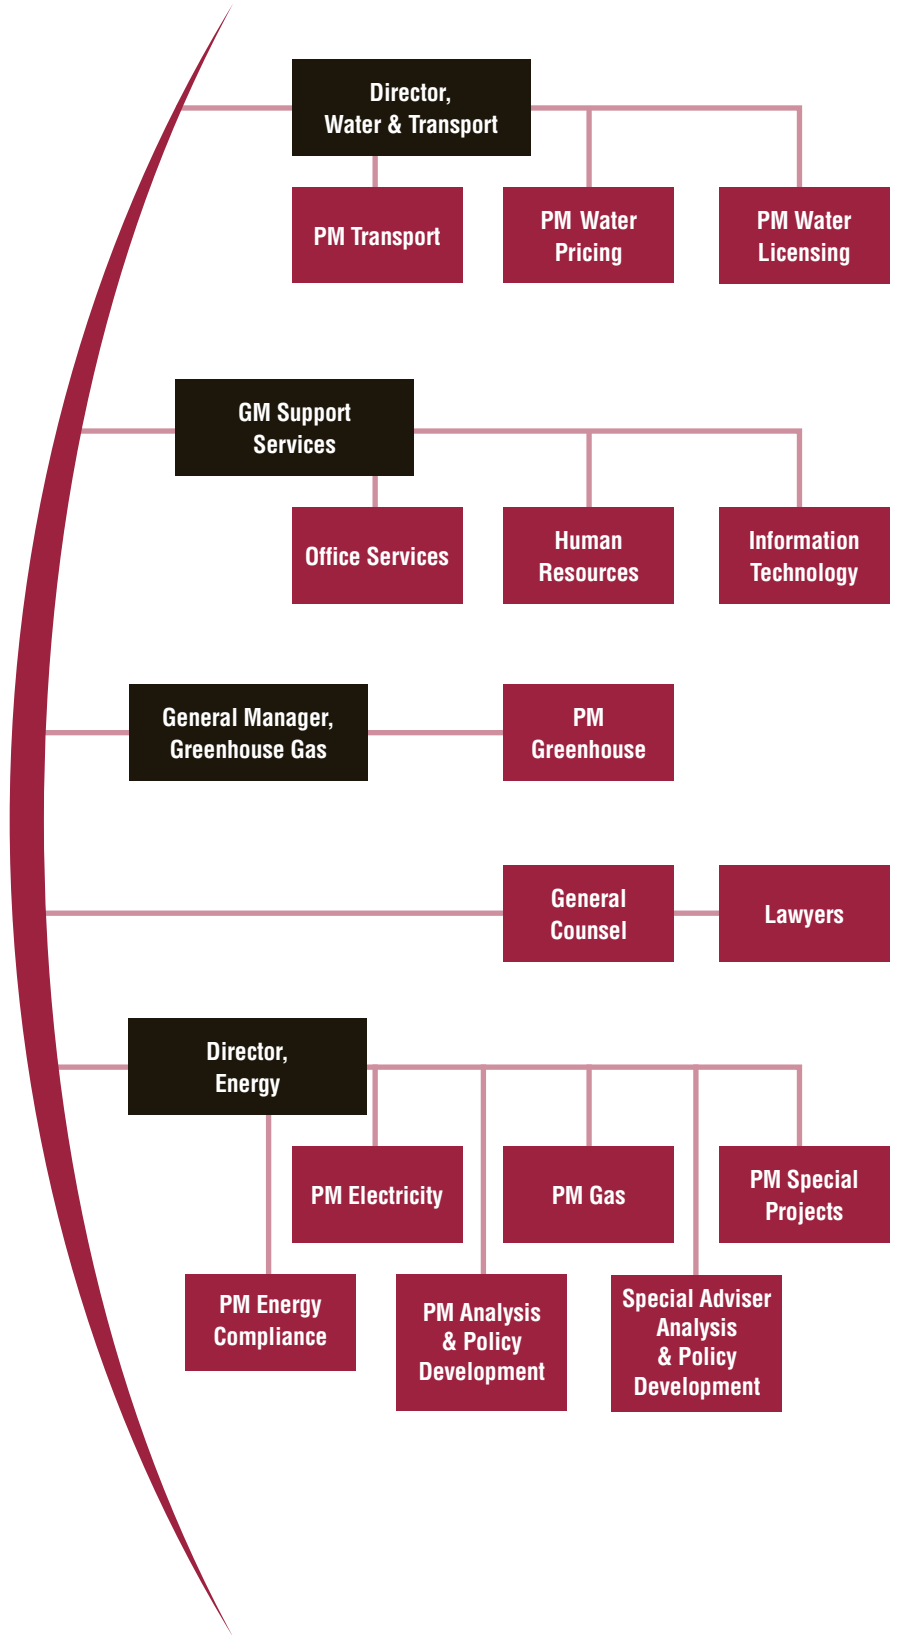 Director,
Water & Transport
PM Transport
PM Water
Pricing
PM Water
Licensing
GM Support
Services
Office Services
Human
Resources
Information
Technology
General Manager,
Greenhouse Gas
PM
Greenhouse
General
Counsel
Lawyers
Director,
Energy
PM Electricity
PM Gas
PM Special
Projects
PM Energy
Compliance
PM Analysis
& Policy
Development
Special Adviser
Analysis
& Policy
Development